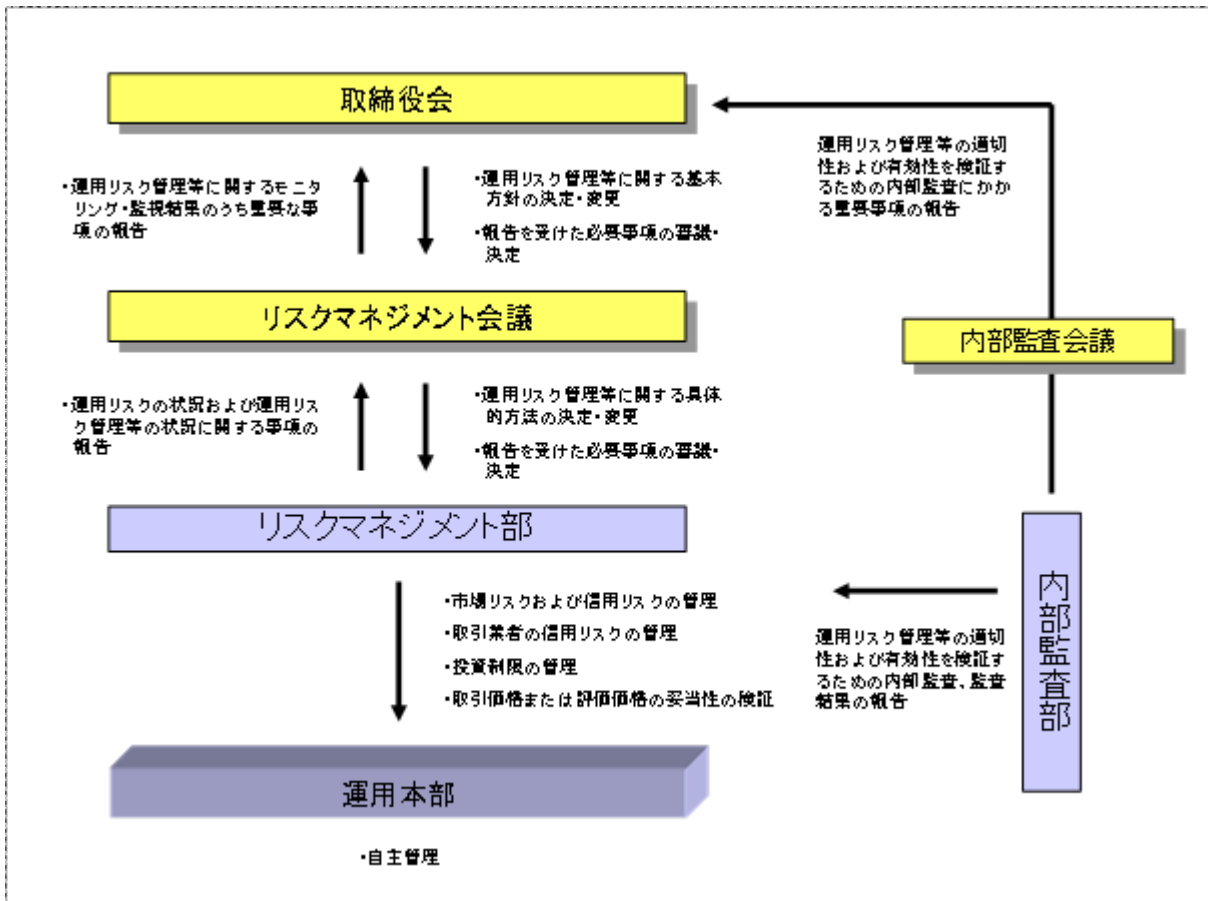 取締役会
・運用リスク管理等に関するモニ
タリング・監視結果のうち重要な事
項の報告
・運用リスク管理等に関する基本
方針の決定・変更
・報告を受けた必要事項の審議・
決定
運用リスク管理等の適切
性および有効性を検証す
るための内部監査にかか
る重要事項の報告
リスクマネジメント会議
内部監査会議
・運用リスクの状況および運用リス
ク管理等の状況に関する事項の
報告
・運用リスク管理等に関する具体
的方法の決定・変更
・報告を受けた必要事項の審議・
決定
リスクマネジメント部
・市場リスクおよび信用リスクの管理
・取引業者の信用リスクの管理
・投資制限の管理
・取引価格または評価価格の妥当性の検証
運用リスク管理等の適切
性および有効性を検証す
るための内部監査、監査
結果の報告
内部監査部
運用本部
・自主管理